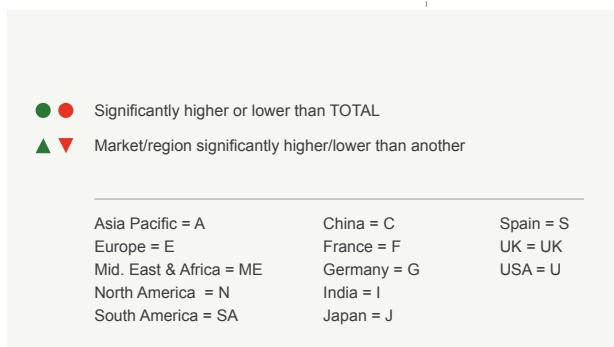 Significantly higher or lower than TOTAL
Market/region significantly higher/lower than another
Asia Pacific = A
Europe = E
Mid. East & Africa = ME
North America = N
South America = SA
China = C
France = F
Germany = G
India = I
Japan = J
Spain = S
UK = UK
USA = U